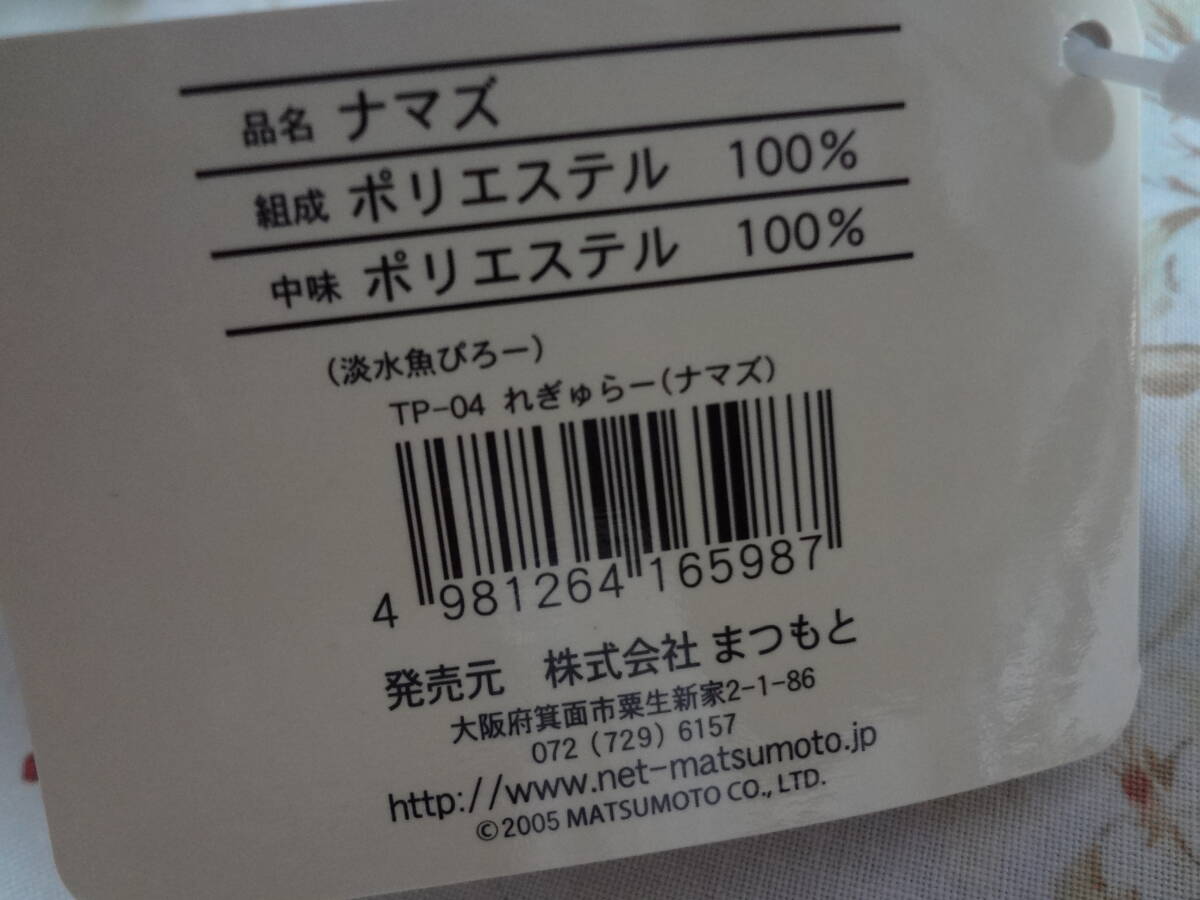 品名 ナマズ
組成 ポリエステル 100%
中味 ポリエステル 100%
(淡水魚ぴろー)
TP-04 れぎゅらー(ナマズ)
4 981264 165987
発売元 株式会社 まつもと
大阪府箕面市粟生新家2-1-86
072 (729) 6157
http://www.net-matsumoto.jp
©2005 MATSUMOTO CO., LTD.